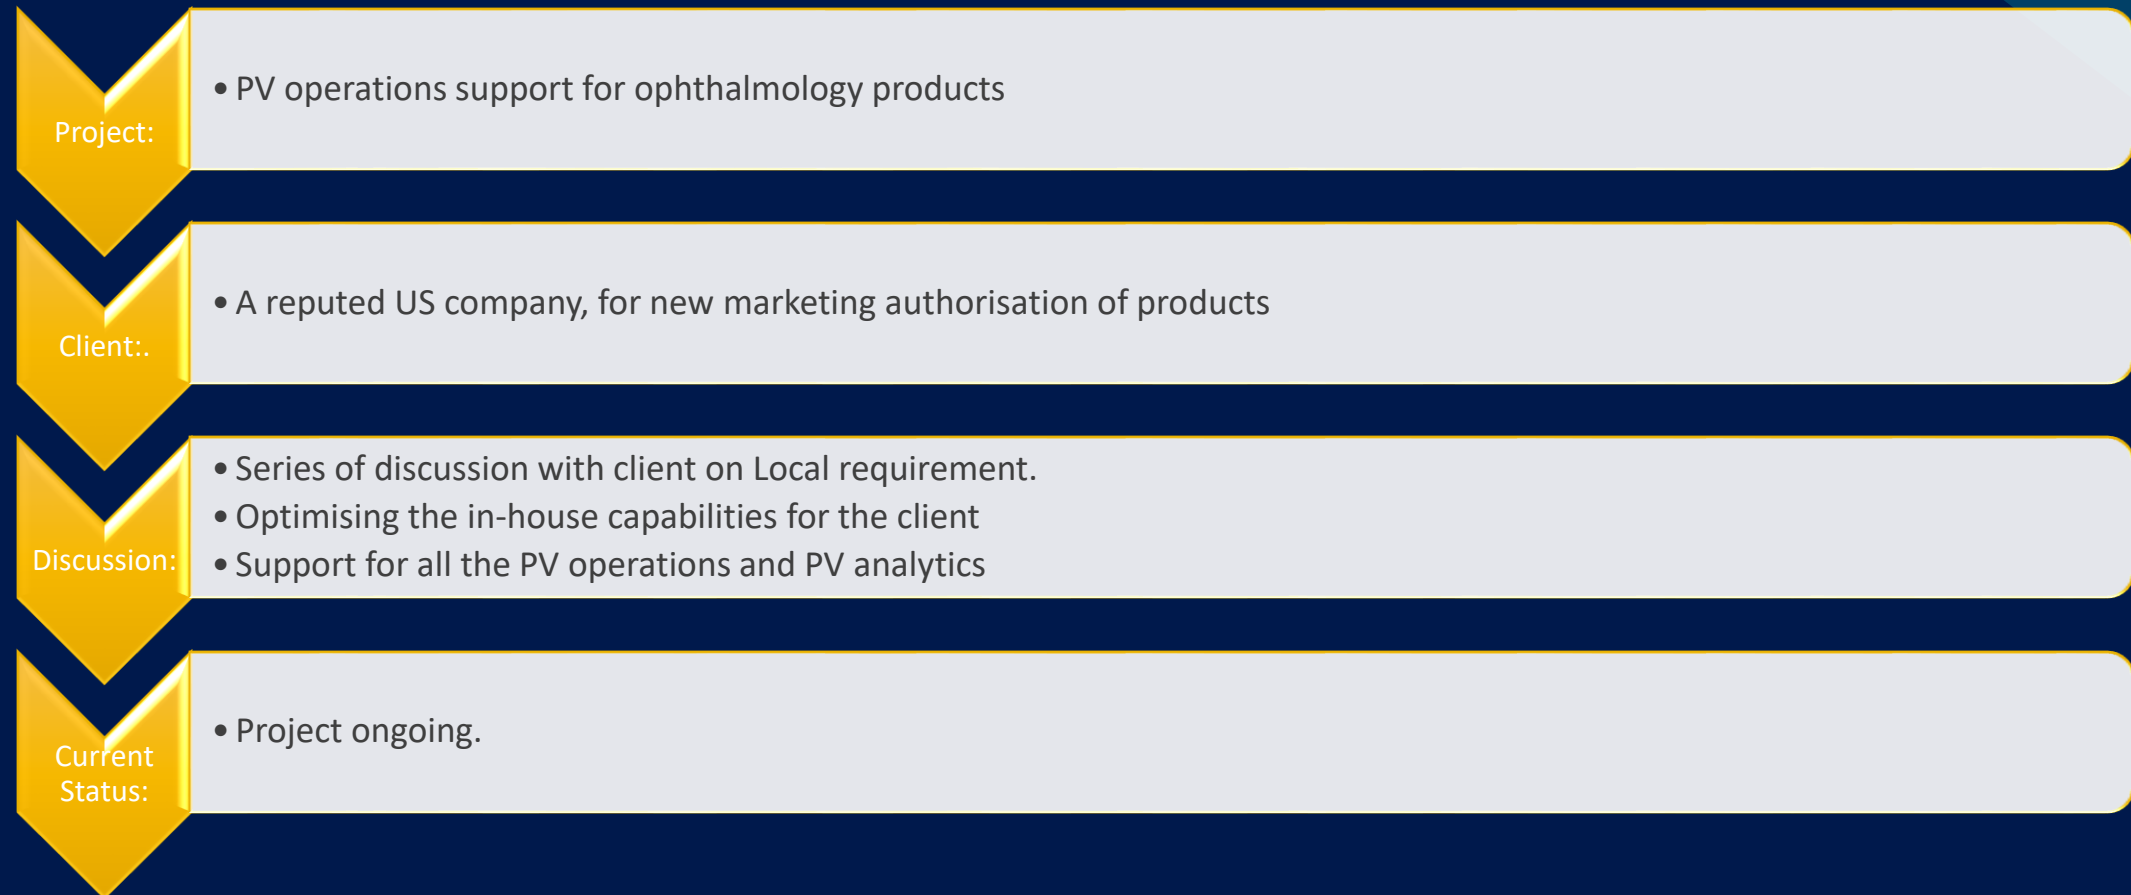 Project:
• PV operations support for ophthalmology products
Client:.
• A reputed US company, for new marketing authorisation of products
Discussion:
• Series of discussion with client on Local requirement.
• Optimising the in-house capabilities for the client
• Support for all the PV operations and PV analytics
Current
Status:
• Project ongoing.